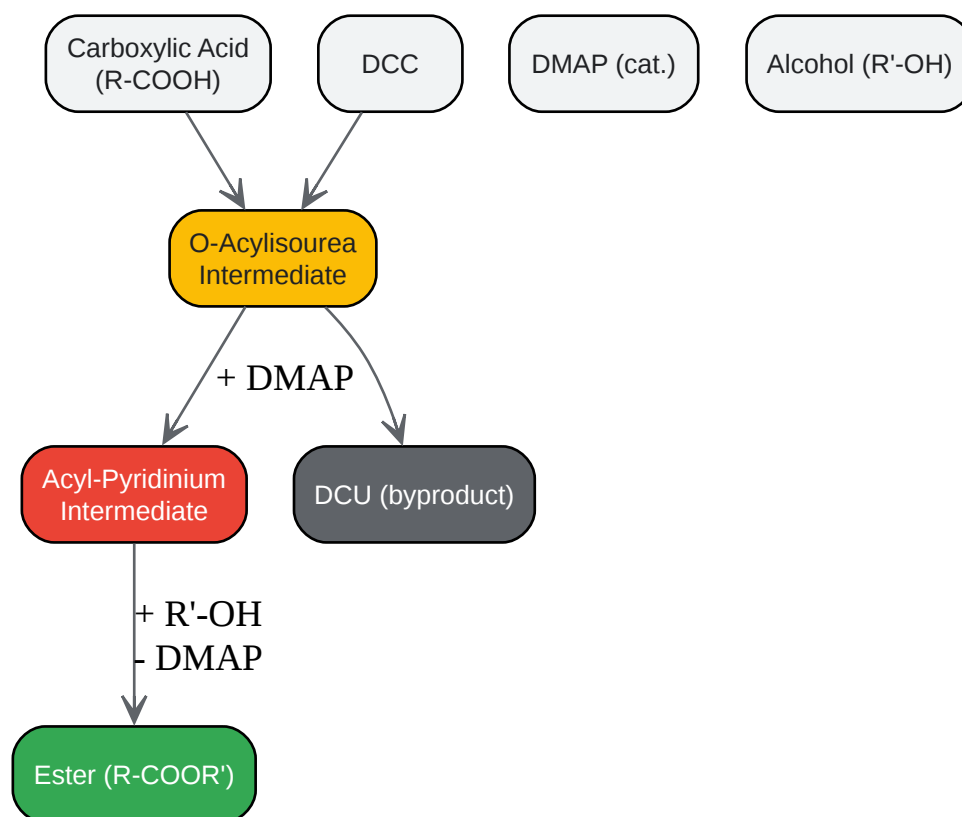 Carboxylic Acid
(R-COOH)
DCC
DMAP (cat.)
Alcohol (R'-OH)
O-Acylisourea
Intermediate
+ DMAP
Acyl-Pyridinium
Intermediate
DCU (byproduct)
+ R'-OH
- DMAP
Ester (R-COOR')